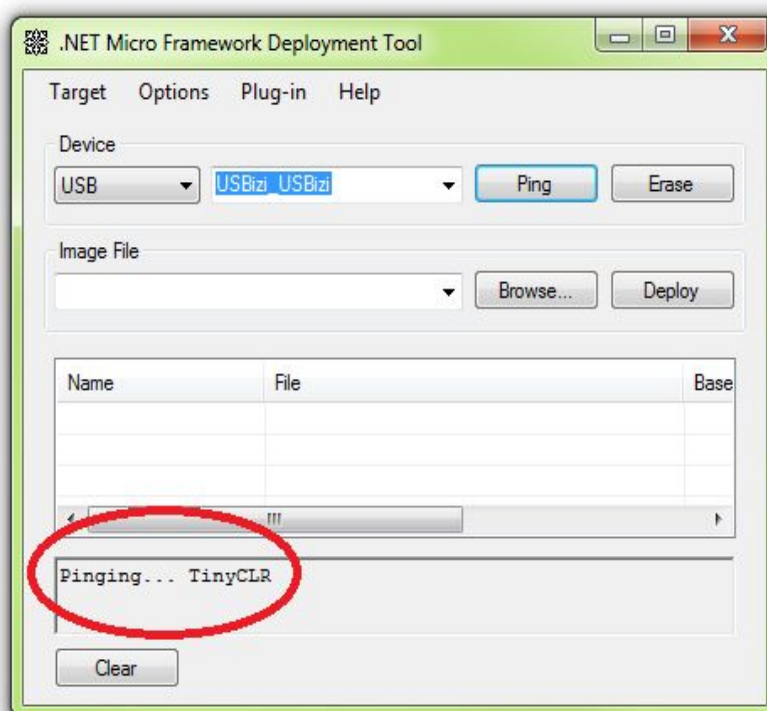 .NET Micro Framework Deployment Tool
Target Options Plug-in Help
Device
USB USBizi_USBizi Ping Erase
Image File
Browse... Deploy
Name File Base
Pinging... TinyCLR
Clear